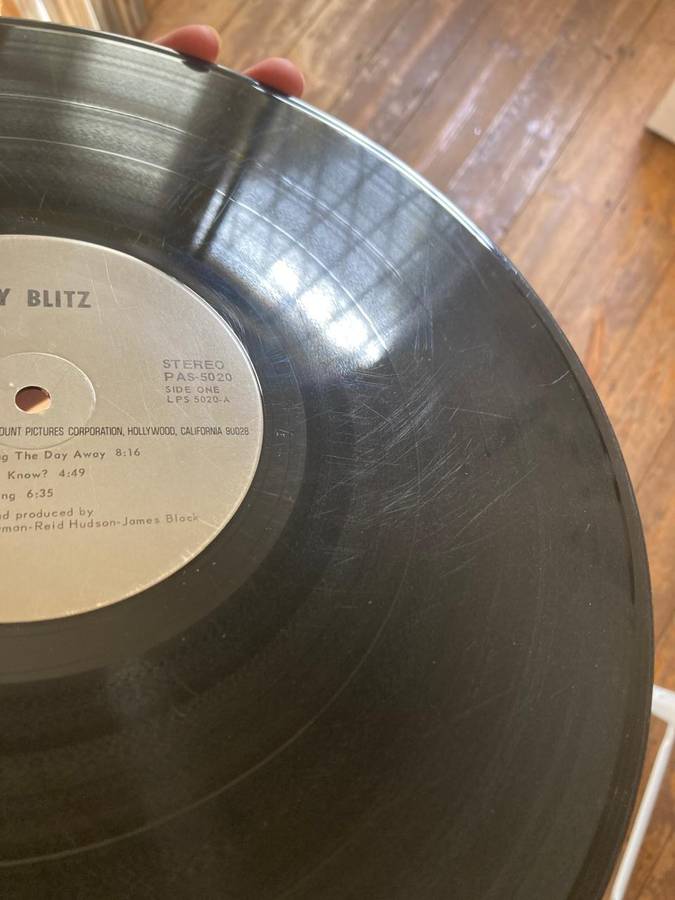 Y BLITZ
STEREO
PAS-5020
SIDE ONE
LPS 5020-A
OUNT PICTURES CORPORATION, HOLLYWOOD, CALIFORNIA 90028
g The Day Away 8:16
Know? 4:49
ng 6:35
d produced by
man-Reid Hudson-James Block